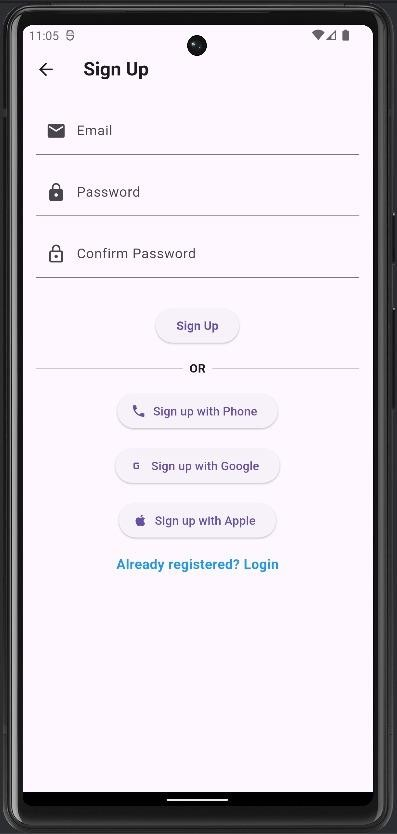 11:05
Sign Up
Email
Password
Confirm Password
Sign Up
OR
Sign up with Phone
G Sign up with Google
Sign up with Apple
Already registered? Login